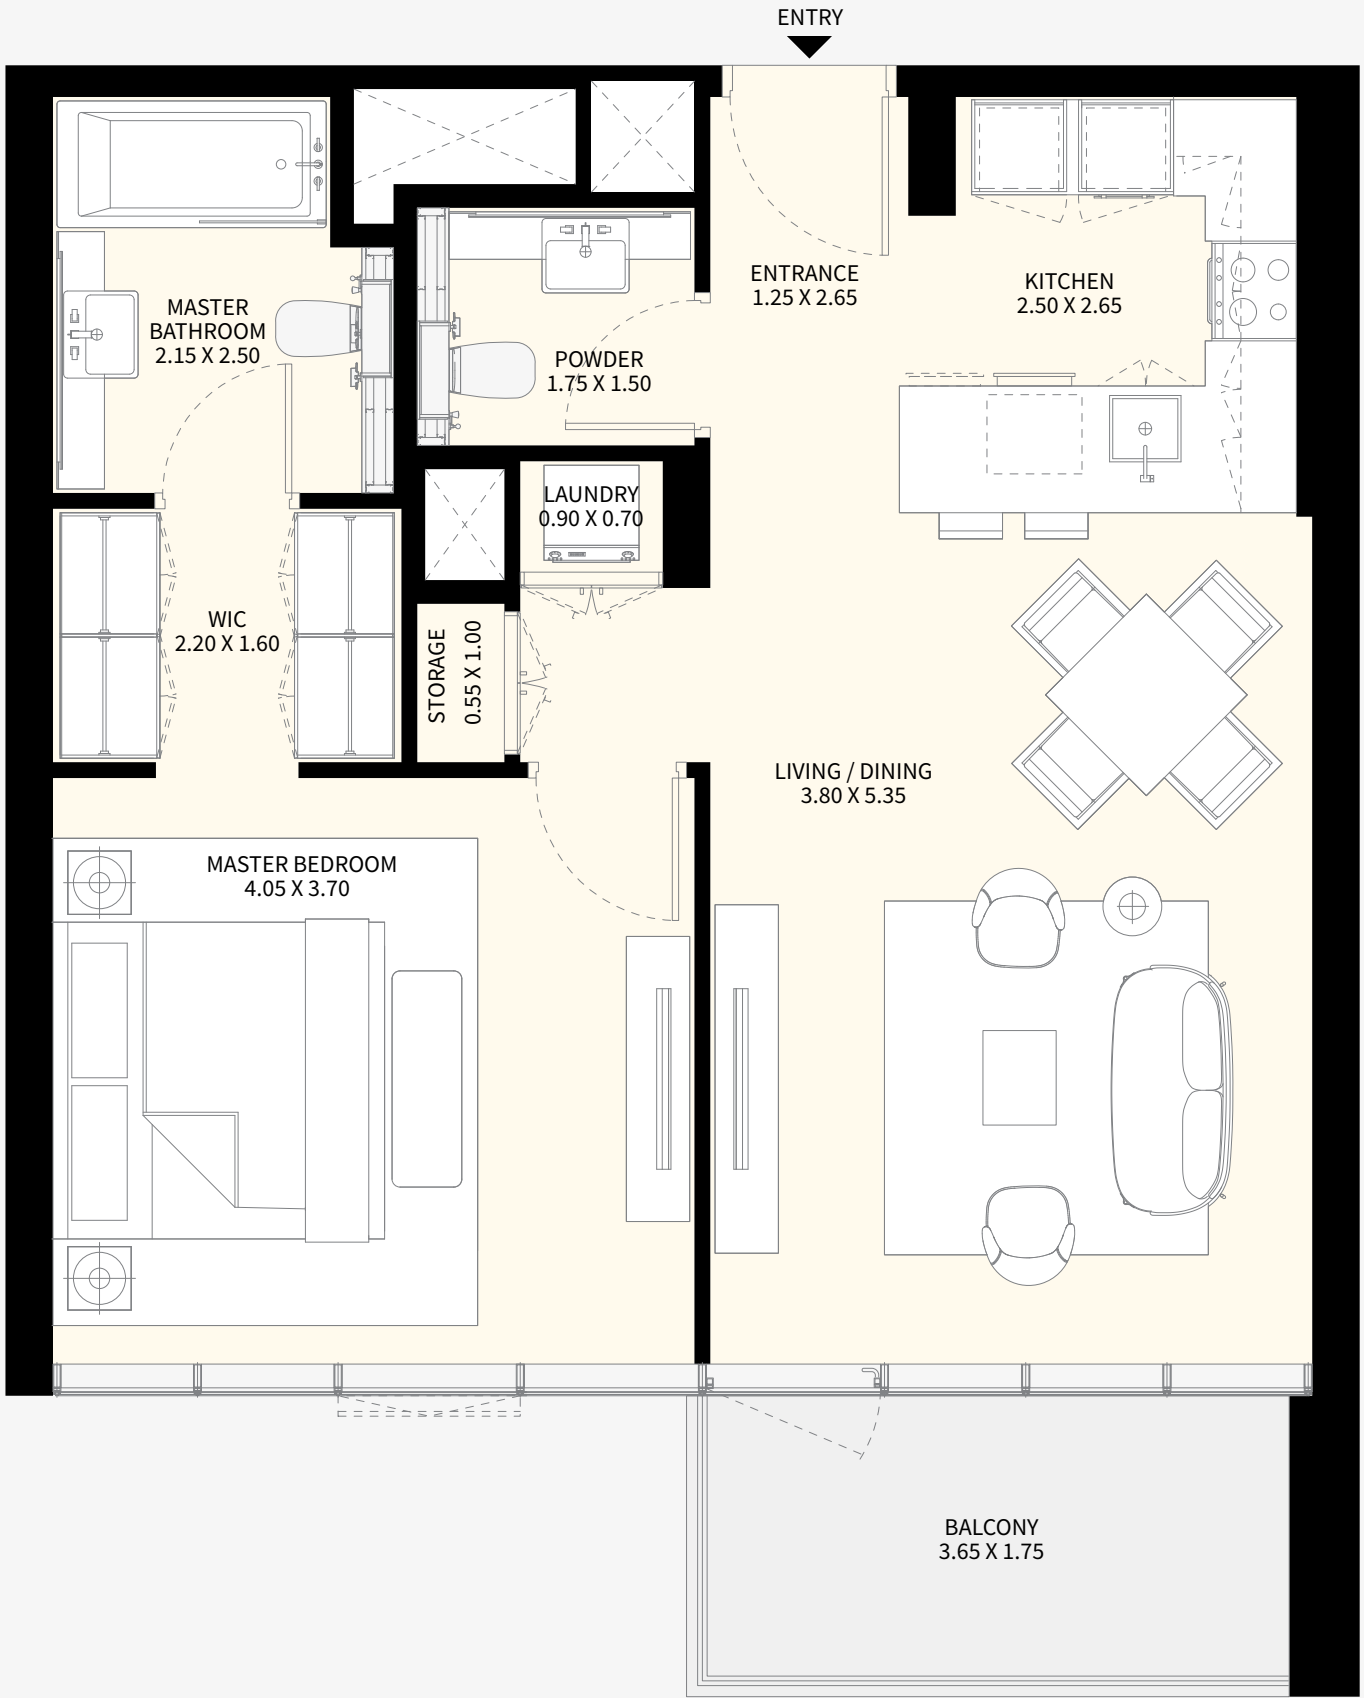 ENTRY
ENTRANCE
1.25 X 2.65
KITCHEN
2.50 X 2.65
MASTER
BATHROOM
2.15 X 2.50
POWDER
1.75 X 1.50
LAUNDRY
0.90 X 0.70
WIC
2.20 X 1.60
STORAGE
0.55 X 1.00
LIVING / DINING
3.80 X 5.35
MASTER BEDROOM
4.05 X 3.70
BALCONY
3.65 X 1.75